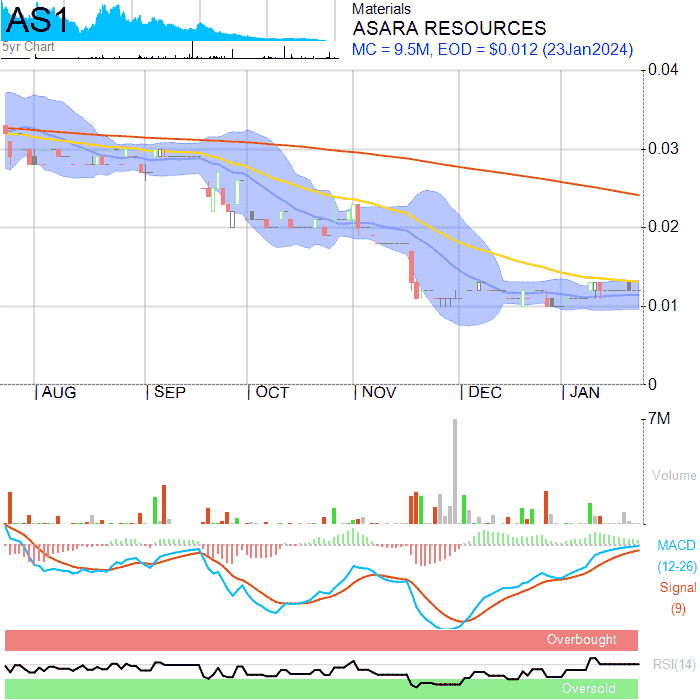 AS1
5yr Chart
Materials
ASARA RESOURCES
MC = 9.5M, EOD = $0.012 (23Jan2024)
0.04
0.03
0.02
0.01
0
AUG SEP OCT NOV DEC JAN
7M
Volume
MACD
(12-26)
Signal
(9)
Overbought
RSI(14)
Oversold